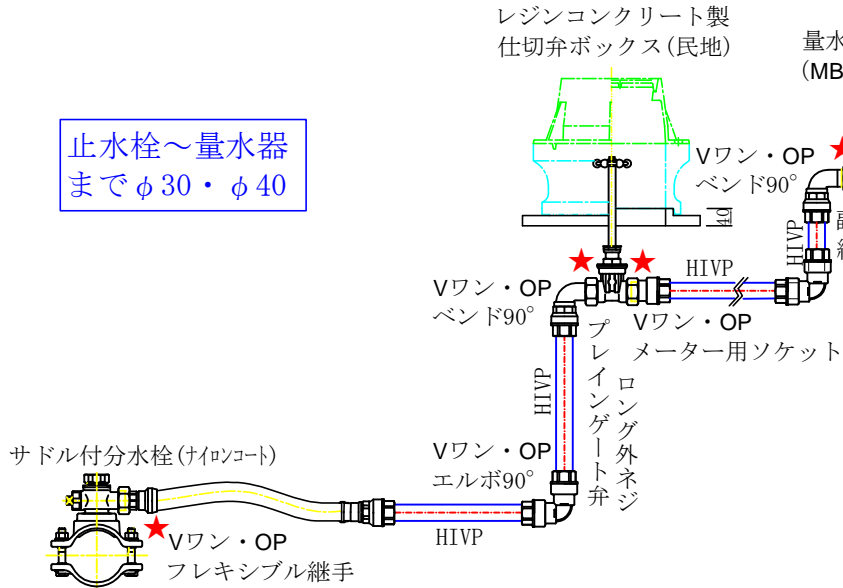 レジンコンクリート製
仕切弁ボックス(民地)
量水
(MB
止水栓～量水器
までφ30・φ40
Vワン・OP
ベンド90°
40
HIVP
HIVP
Vワン・OP
ベンド90°
Vワン・OP
メーター用ソケット
HIVP
プレインゲート弁
ロング外ネジ
サドル付分水栓(ナイロンコート)
Vワン・OP
エルボ90°
HIVP
Vワン・OP
フレキシブル継手